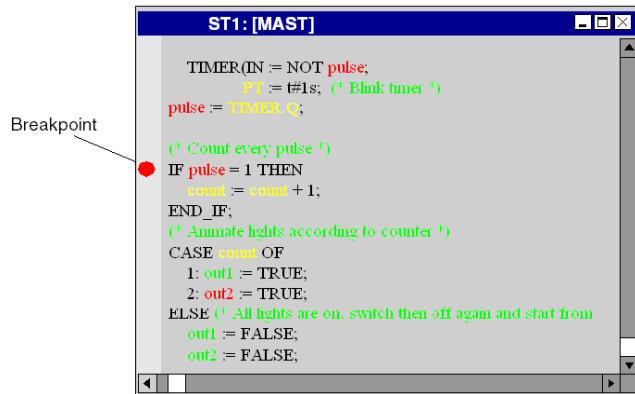 ST1: [MAST]
TIMER(IN := NOT pulse;
PT := t#1s; (* Blink timer *)
pulse := TIMER.Q;
Breakpoint
(* Count every pulse *)
IF pulse = 1 THEN
count := count + 1;
END_IF;
(* Animate lights according to counter *)
CASE count OF
1: out1 := TRUE;
2: out2 := TRUE;
ELSE (* All lights are on, switch then off again and start from
out1 := FALSE;
out2 := FALSE;